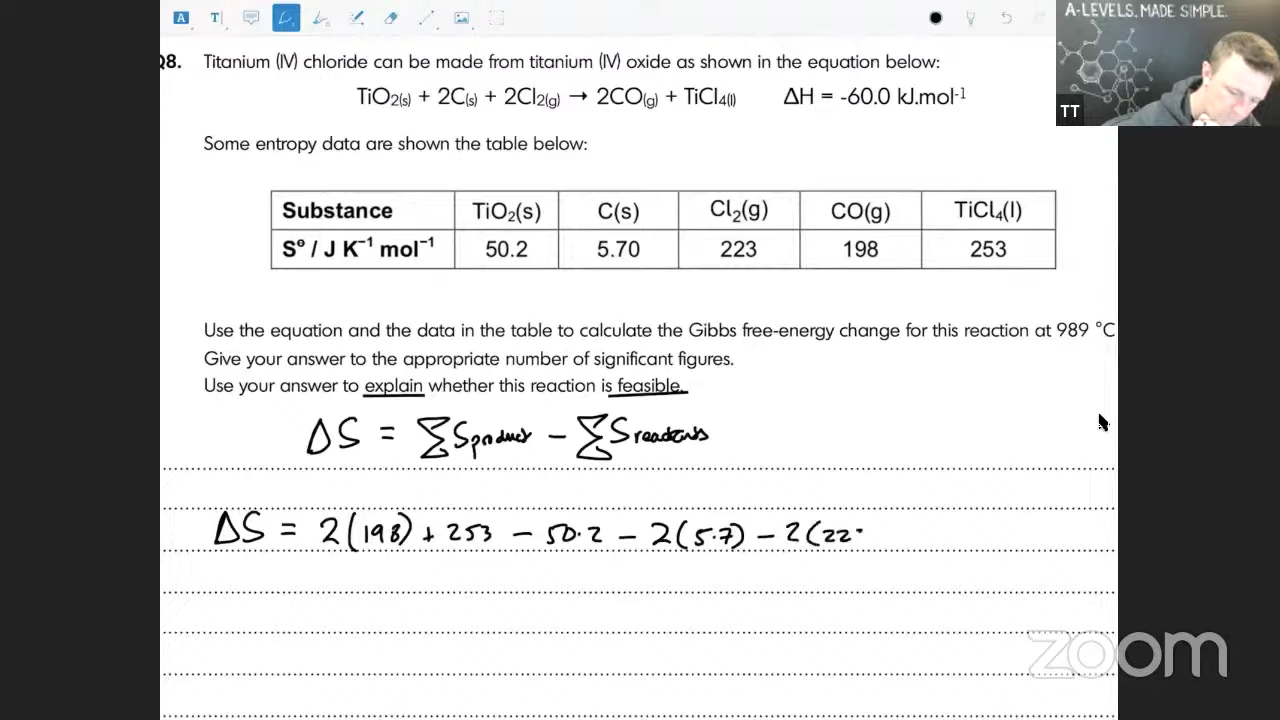 A-LEVELS. MADE SIMPLE.
TT
Q8. Titanium (IV) chloride can be made from titanium (IV) oxide as shown in the equation below:
TiO2(s) + 2C(s) + 2Cl2(g) → 2CO(g) + TiCl4(l) ΔH = -60.0 kJ.mol-1
Some entropy data are shown the table below:
Substance TiO₂(s) C(s) Cl₂(g) CO(g) TiCl₄(l)
S° / J K⁻¹ mol⁻¹ 50.2 5.70 223 198 253
Use the equation and the data in the table to calculate the Gibbs free-energy change for this reaction at 989 °C
Give your answer to the appropriate number of significant figures.
Use your answer to explain whether this reaction is feasible.
ΔS = ΣSproduct - ΣSreactants
ΔS = 2(198) + 253 - 50.2 - 2(5.7) - 2(22
zoom